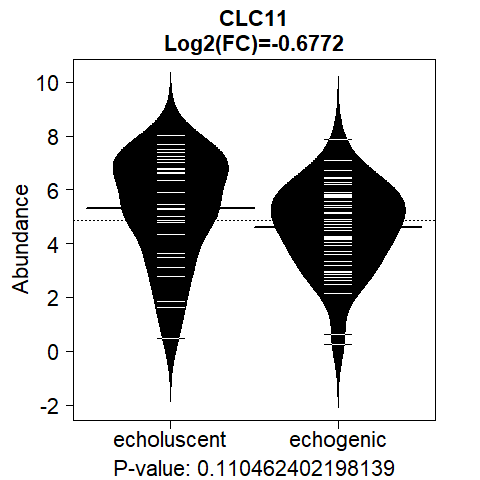 CLC11
Log2(FC)=-0.6772
Abundance
10
8
6
4
2
0
-2
echoluscent echogenic
P-value: 0.110462402198139